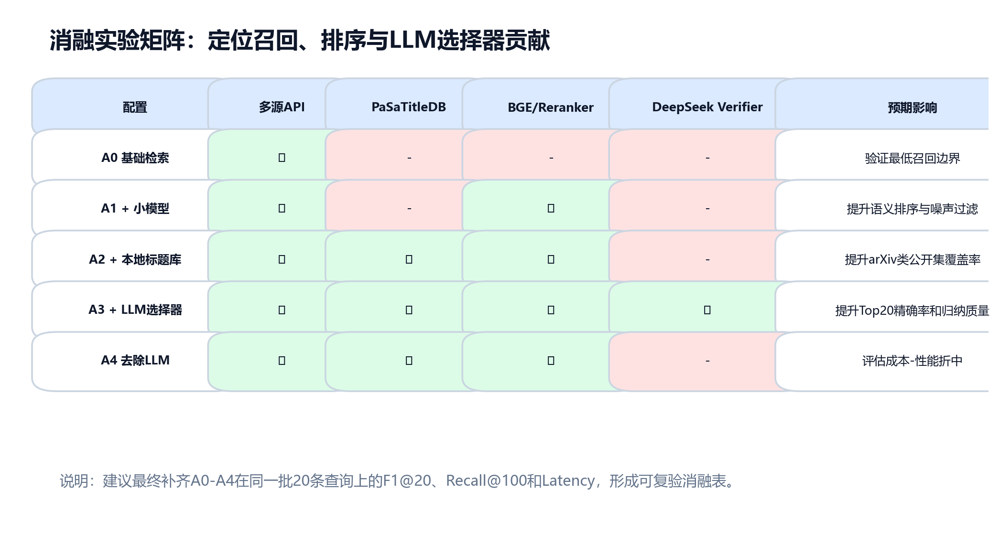 消融实验矩阵：定位召回、排序与LLM选择器贡献
配置 多源API PaSaTitleDB BGE/Reranker DeepSeek Verifier 预期影响
A0 基础检索 - - - 验证最低召回边界
A1 + 小模型 - - 提升语义排序与噪声过滤
A2 + 本地标题库 - 提升arXiv类公开集覆盖率
A3 + LLM选择器 提升Top20精确率和归纳质量
A4 去除LLM - 评估成本-性能折中
说明：建议最终补齐A0-A4在同一批20条查询上的F1@20、Recall@100和Latency，形成可复验消融表。